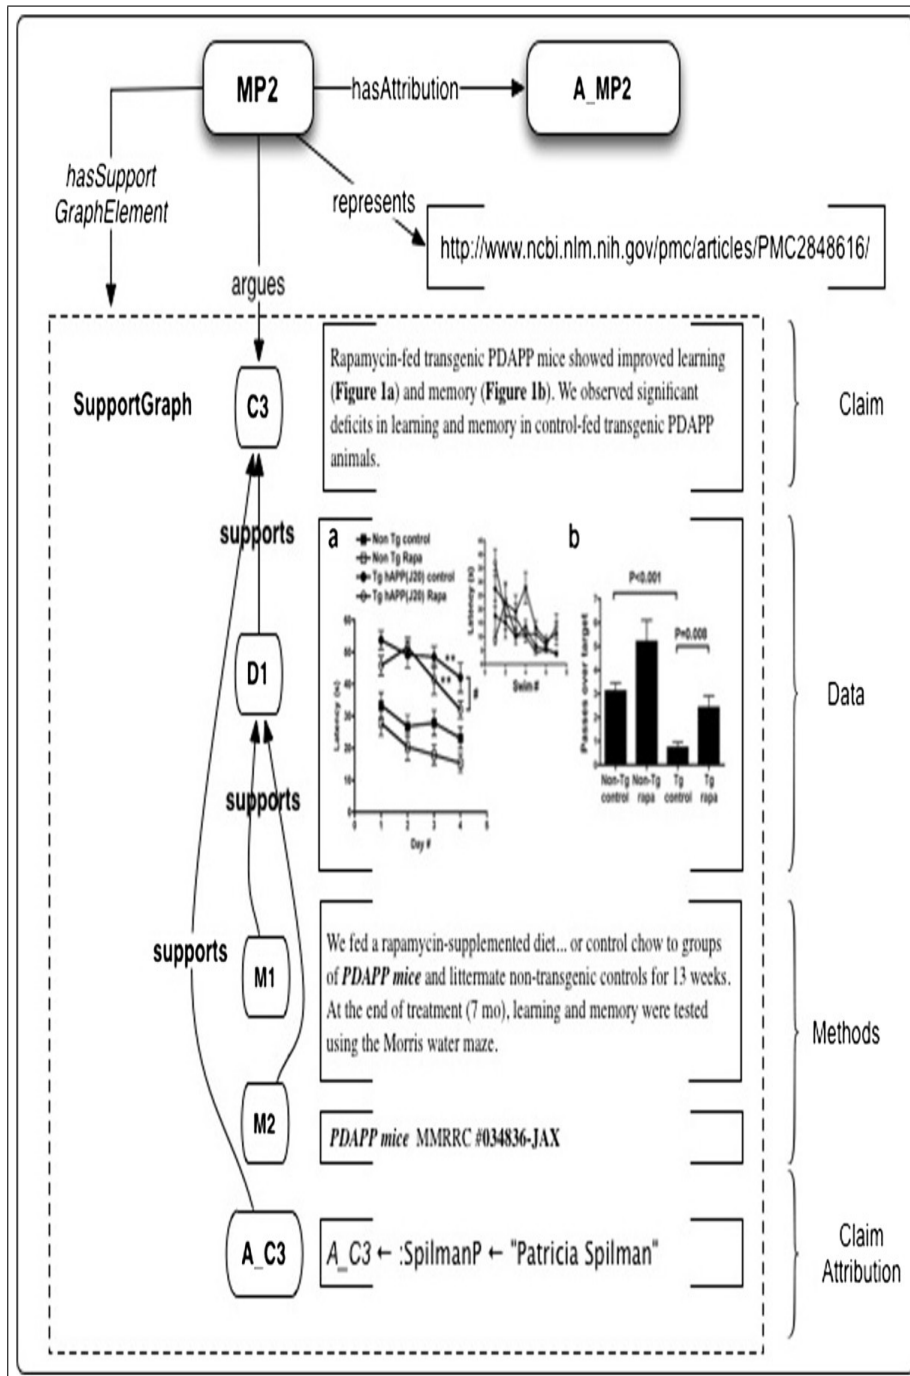 MP2
hasAttribution
A_MP2
hasSupport
GraphElement
represents
http://www.ncbi.nlm.nih.gov/pmc/articles/PMC2848616/
argues
SupportGraph
C3
Rapamycin-fed transgenic PDAPP mice showed improved learning
(Figure 1a) and memory (Figure 1b). We observed significant
deficits in learning and memory in control-fed transgenic PDAPP
animals.
Claim
supports
a
Non Tg control
Non Tg Rapa
Tg hAPP(J20) control
Tg hAPP(J20) Rapa
Latency (s)
Swim #
Latency (s)
Day #
b
P<0.001
P=0.008
Passes over target
Non-Tg control
Non-Tg rapa
Tg control
Tg rapa
Data
D1
supports
supports
M1
We fed a rapamycin-supplemented diet... or control chow to groups
of PDAPP mice and littermate non-transgenic controls for 13 weeks.
At the end of treatment (7 mo), learning and memory were tested
using the Morris water maze.
Methods
M2
PDAPP mice MMRRC #034836-JAX
A_C3
A_C3 ← :SpilmanP ← "Patricia Spilman"
Claim
Attribution